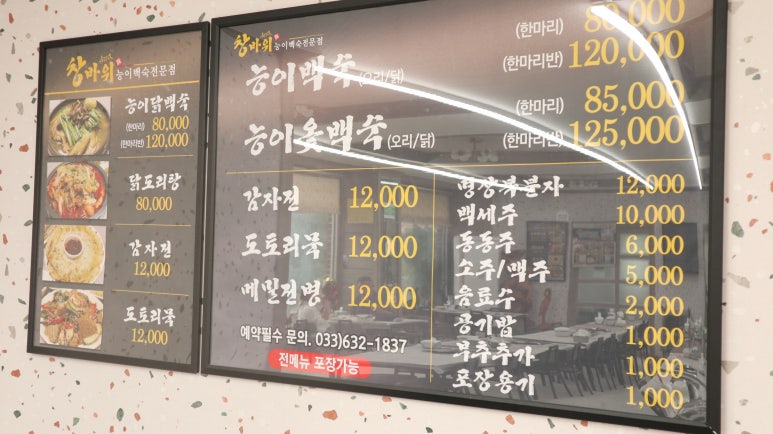 창바위
능이백숙전문점
능이닭백숙
(한마리) 80,000
(한마리반) 120,000
닭도리탕
80,000
감자전
12,000
도토리묵
12,000
창바위
능이백숙전문점
능이백숙(오리/닭)
(한마리) 80,000
(한마리반) 120,000
능이옻백숙(오리/닭)
(한마리) 85,000
(한마리반) 125,000
감자전 12,000
도토리묵 12,000
메밀전병 12,000
예약필수 문의. 033)632-1837
전메뉴 포장가능
명장복분자 12,000
백세주 10,000
동동주 6,000
소주/맥주 5,000
음료수 2,000
공기밥 1,000
부추추가 1,000
포장용기 1,000